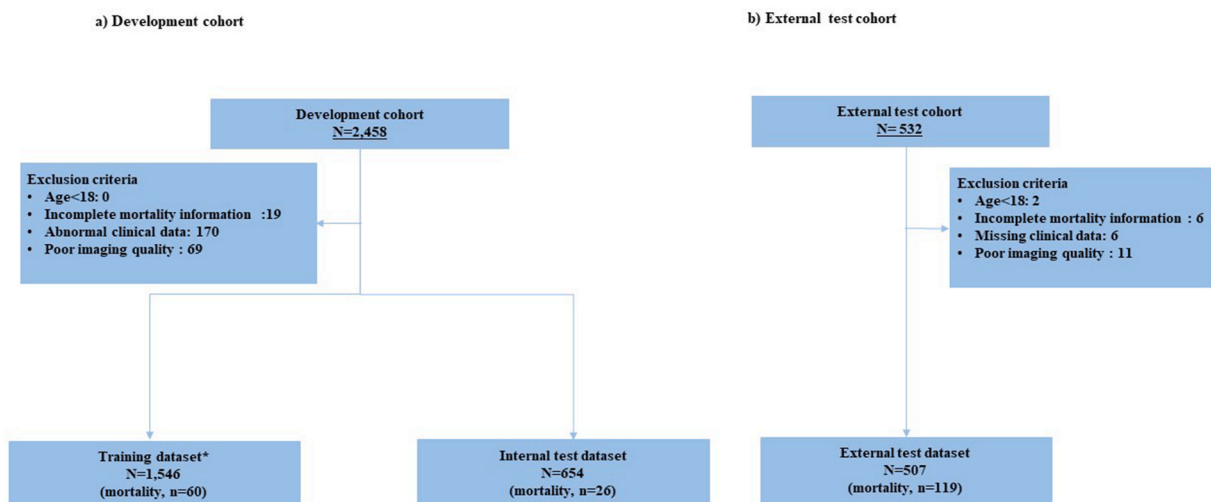 a) Development cohort
Development cohort
N=2,458
Exclusion criteria
• Age<18: 0
• Incomplete mortality information :19
• Abnormal clinical data: 170
• Poor imaging quality : 69
Training dataset*
N=1,546
(mortality, n=60)
Internal test dataset
N=654
(mortality, n=26)
b) External test cohort
External test cohort
N= 532
Exclusion criteria
• Age<18: 2
• Incomplete mortality information : 6
• Missing clinical data: 6
• Poor imaging quality : 11
External test dataset
N=507
(mortality, n=119)